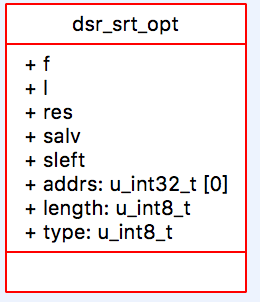 dsr_srt_opt
+ f
+ l
+ res
+ salv
+ sleft
+ addrs: u_int32_t [0]
+ length: u_int8_t
+ type: u_int8_t